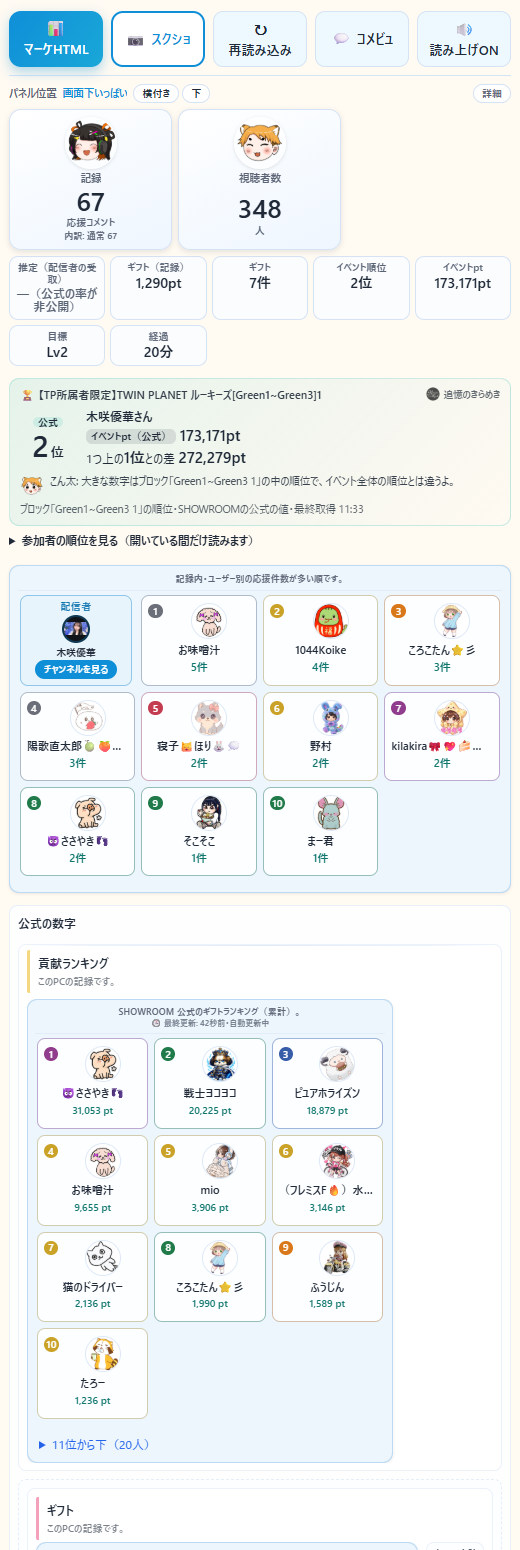 マーケHTML
スクショ
再読み込み
コメビュ
読み上げON
パネル位置 画面下いっぱい 横付き 下 詳細
記録
67
応援コメント
内訳: 通常 67
視聴者数
348
人
推定（配信者の受取）
—（公式の率が非公開）
ギフト（記録）
1,290pt
ギフト
7件
イベント順位
2位
イベントpt
173,171pt
目標
Lv2
経過
20分
【TP所属者限定】TWIN PLANET ルーキーズ[Green1~Green3]1
追憶のきらめき
公式
2位
木咲優華さん
イベントpt（公式） 173,171pt
1つ上の1位との差 272,279pt
こん太: 大きな数字はブロック「Green1~Green3 1」の中の順位で、イベント全体の順位とは違うよ。
ブロック「Green1~Green3 1」の順位・SHOWROOMの公式の値・最終取得 11:33
▶ 参加者の順位を見る（開いている間だけ読みます）
記録内・ユーザー別の応援件数が多い順です。
配信者
木咲優華
チャンネルを見る
1
お味噌汁
5件
2
1044Koike
4件
3
ころこたん⭐彡
3件
4
陽歌直太郎🍐🍑...
3件
5
寝子🐱ほり🐰💭
2件
6
野村
2件
7
kilakira🎀💖🍰...
2件
8
😈ささやき👣
2件
9
そこそこ
1件
10
まー君
1件
公式の数字
貢献ランキング
このPCの記録です。
SHOWROOM 公式のギフトランキング（累計）。
🕒 最終更新: 42秒前・自動更新中
1
😈ささやき👣
31,053 pt
2
戦士ヨコヨコ
20,225 pt
3
ピュアホライズン
18,879 pt
4
お味噌汁
9,655 pt
5
mio
3,906 pt
6
（フレミスF🔥）水...
3,146 pt
7
猫のドライバー
2,136 pt
8
ころこたん⭐彡
1,990 pt
9
ふうじん
1,589 pt
10
たろー
1,236 pt
▶ 11位から下（20人）
ギフト
このPCの記録です。